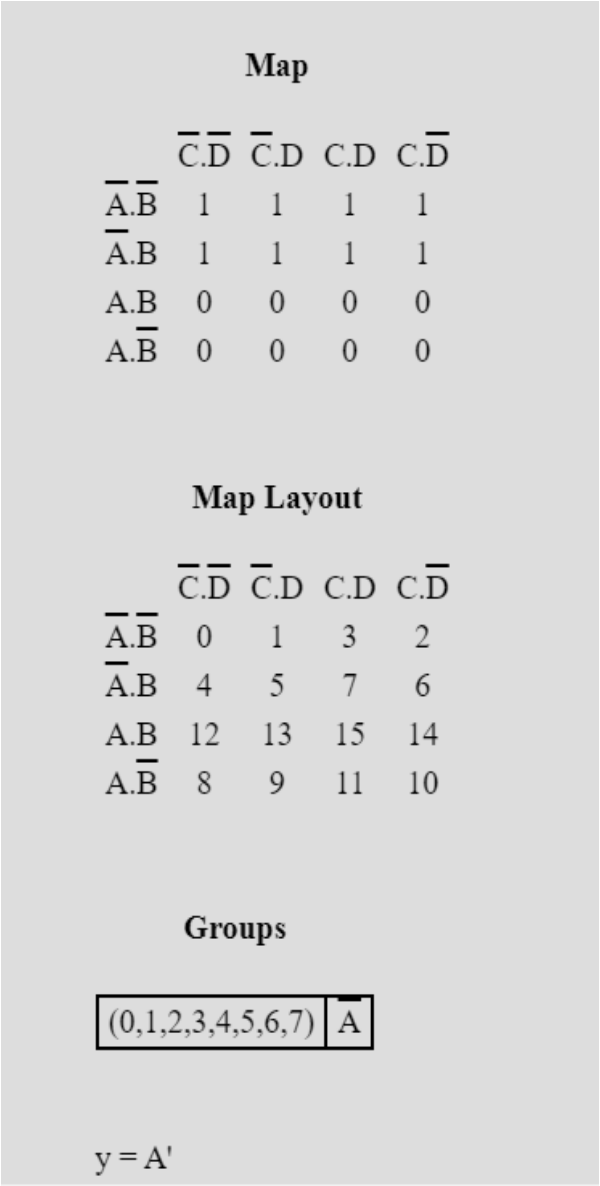 Map
C̅.D̅ C̅.D C.D C.D̅
A̅.B̅ 1 1 1 1
A̅.B 1 1 1 1
A.B 0 0 0 0
A.B̅ 0 0 0 0
Map Layout
C̅.D̅ C̅.D C.D C.D̅
A̅.B̅ 0 1 3 2
A̅.B 4 5 7 6
A.B 12 13 15 14
A.B̅ 8 9 11 10
Groups
(0,1,2,3,4,5,6,7) A̅
y = A'